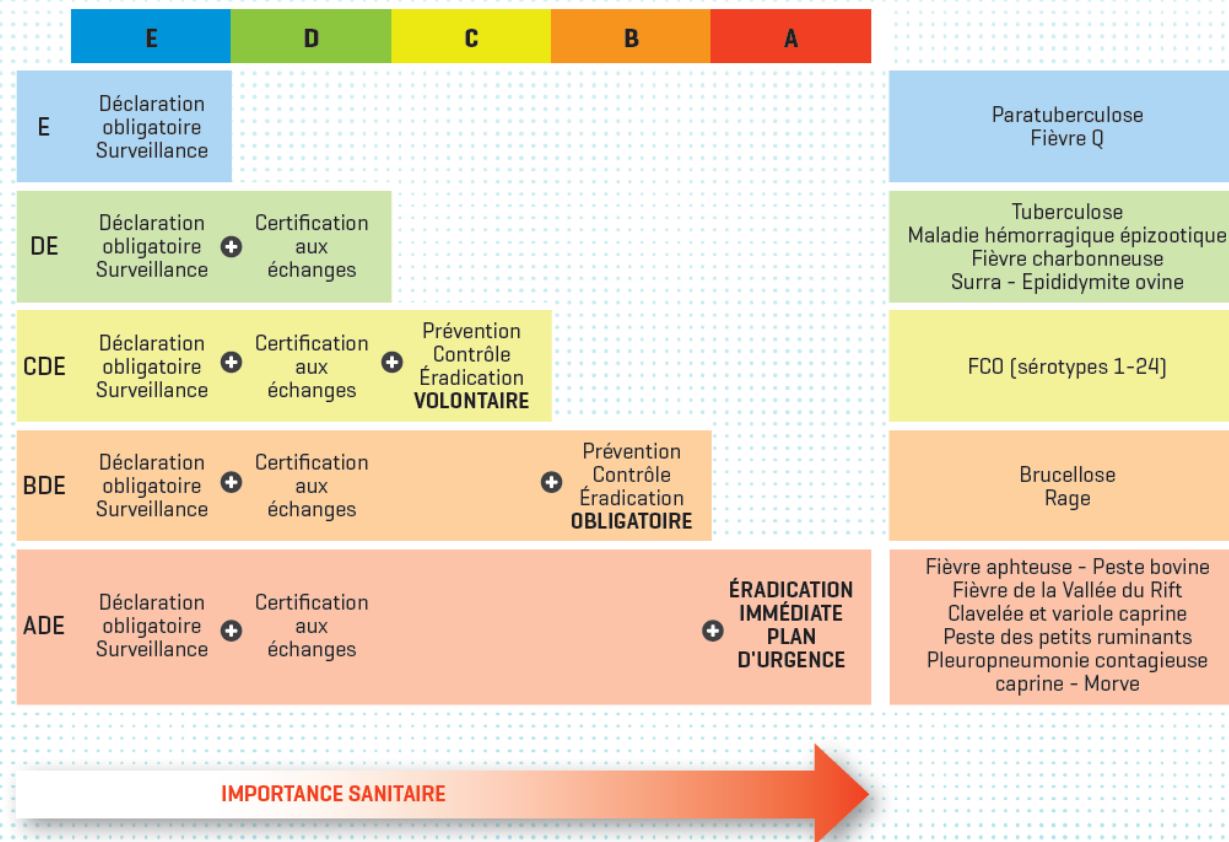 E D C B A
E
Déclaration
obligatoire
Surveillance
Paratuberculose
Fièvre Q
DE
Déclaration
obligatoire
Surveillance
Certification
aux
échanges
Tuberculose
Maladie hémorragique épizootique
Fièvre charbonneuse
Surra - Epididymite ovine
CDE
Déclaration
obligatoire
Surveillance
Certification
aux
échanges
Prévention
Contrôle
Éradication
VOLONTAIRE
FCO (sérotypes 1-24)
BDE
Déclaration
obligatoire
Surveillance
Certification
aux
échanges
Prévention
Contrôle
Éradication
OBLIGATOIRE
Brucellose
Rage
ADE
Déclaration
obligatoire
Surveillance
Certification
aux
échanges
ÉRADICATION
IMMÉDIATE
PLAN
D'URGENCE
Fièvre aphteuse - Peste bovine
Fièvre de la Vallée du Rift
Clavelée et variole caprine
Peste des petits ruminants
Pleuropneumonie contagieuse
caprine - Morve
IMPORTANCE SANITAIRE